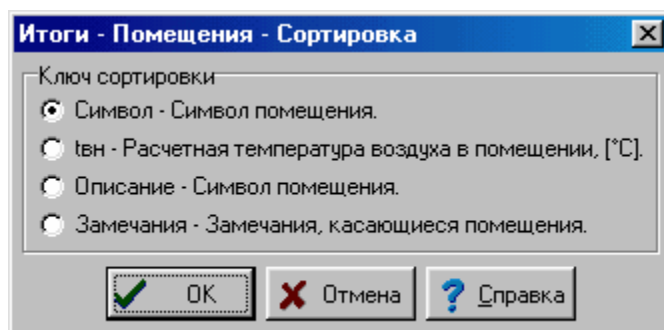 Итоги - Помещения - Сортировка
Ключ сортировки
Символ - Символ помещения.
tвн - Расчетная температура воздуха в помещении, [°C].
Описание - Символ помещения.
Замечания - Замечания, касающиеся помещения.
OK Отмена Справка